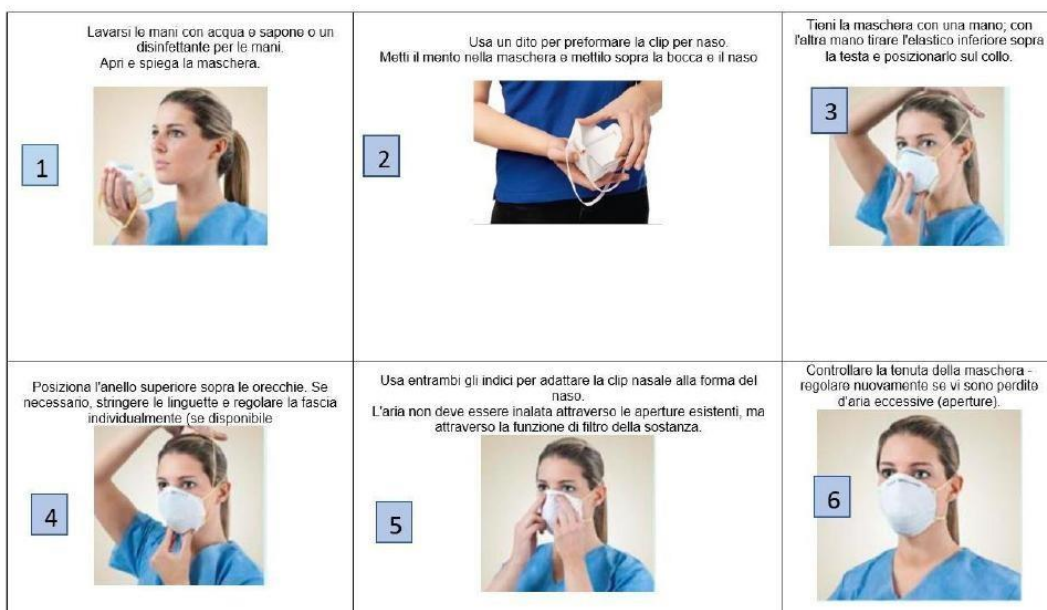 Lavarsi le mani con acqua e sapone o un
disinfettante per le mani.
Apri e spiega la maschera.
1
Usa un dito per preformare la clip per naso.
Metti il mento nella maschera e mettilo sopra la bocca e il naso
2
Tieni la maschera con una mano; con
l'altra mano tirare l'elastico inferiore sopra
la testa e posizionarlo sul collo.
3
Posiziona l'anello superiore sopra le orecchie. Se
necessario, stringere le linguette e regolare la fascia
individualmente (se disponibile
4
Usa entrambi gli indici per adattare la clip nasale alla forma del
naso.
L'aria non deve essere inalata attraverso le aperture esistenti, ma
attraverso la funzione di filtro della sostanza.
5
Controllare la tenuta della maschera -
regolare nuovamente se vi sono perdite
d'aria eccessive (aperture).
6